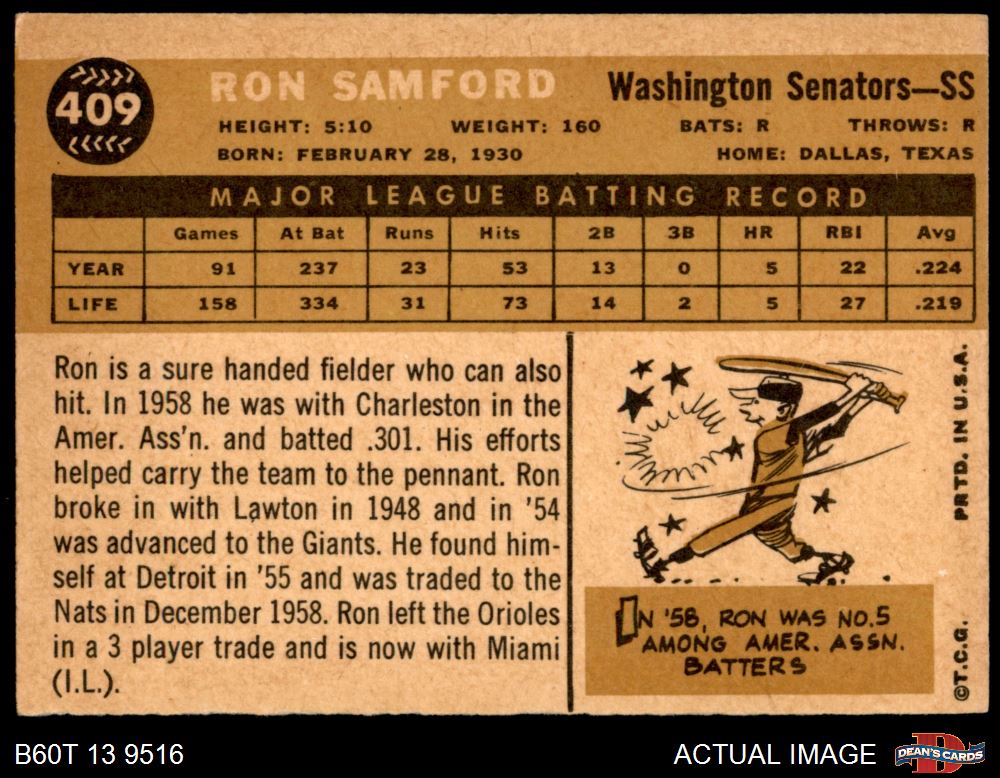 409
RON SAMFORD
Washington Senators—SS
HEIGHT: 5:10 WEIGHT: 160 BATS: R THROWS: R
BORN: FEBRUARY 28, 1930 HOME: DALLAS, TEXAS
MAJOR LEAGUE BATTING RECORD
Games At Bat Runs Hits 2B 3B HR RBI Avg
YEAR 91 237 23 53 13 0 5 22 .224
LIFE 158 334 31 73 14 2 5 27 .219
Ron is a sure handed fielder who can also
hit. In 1958 he was with Charleston in the
Amer. Ass'n. and batted .301. His efforts
helped carry the team to the pennant. Ron
broke in with Lawton in 1948 and in '54
was advanced to the Giants. He found him-
self at Detroit in '55 and was traded to the
Nats in December 1958. Ron left the Orioles
in a 3 player trade and is now with Miami
(I.L.).
IN '58, RON WAS NO.5
AMONG AMER. ASSN.
BATTERS
©T.C.G. PRTD. IN U.S.A.
B60T 13 9516
ACTUAL IMAGE
D
DEAN'S CARDS